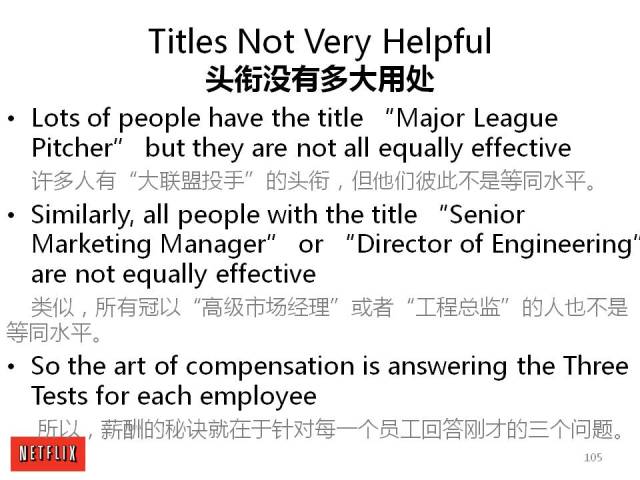 Titles Not Very Helpful
头衔没有多大用处
• Lots of people have the title “Major League
Pitcher” but they are not all equally effective
许多人有“大联盟投手”的头衔，但他们彼此不是等同水平。
• Similarly, all people with the title “Senior
Marketing Manager” or “Director of Engineering”
are not equally effective
类似，所有冠以“高级市场经理”或者“工程总监”的人也不是
等同水平。
• So the art of compensation is answering the Three
Tests for each employee
所以，薪酬的秘诀就在于针对每一个员工回答刚才的三个问题。
NETFLIX
105